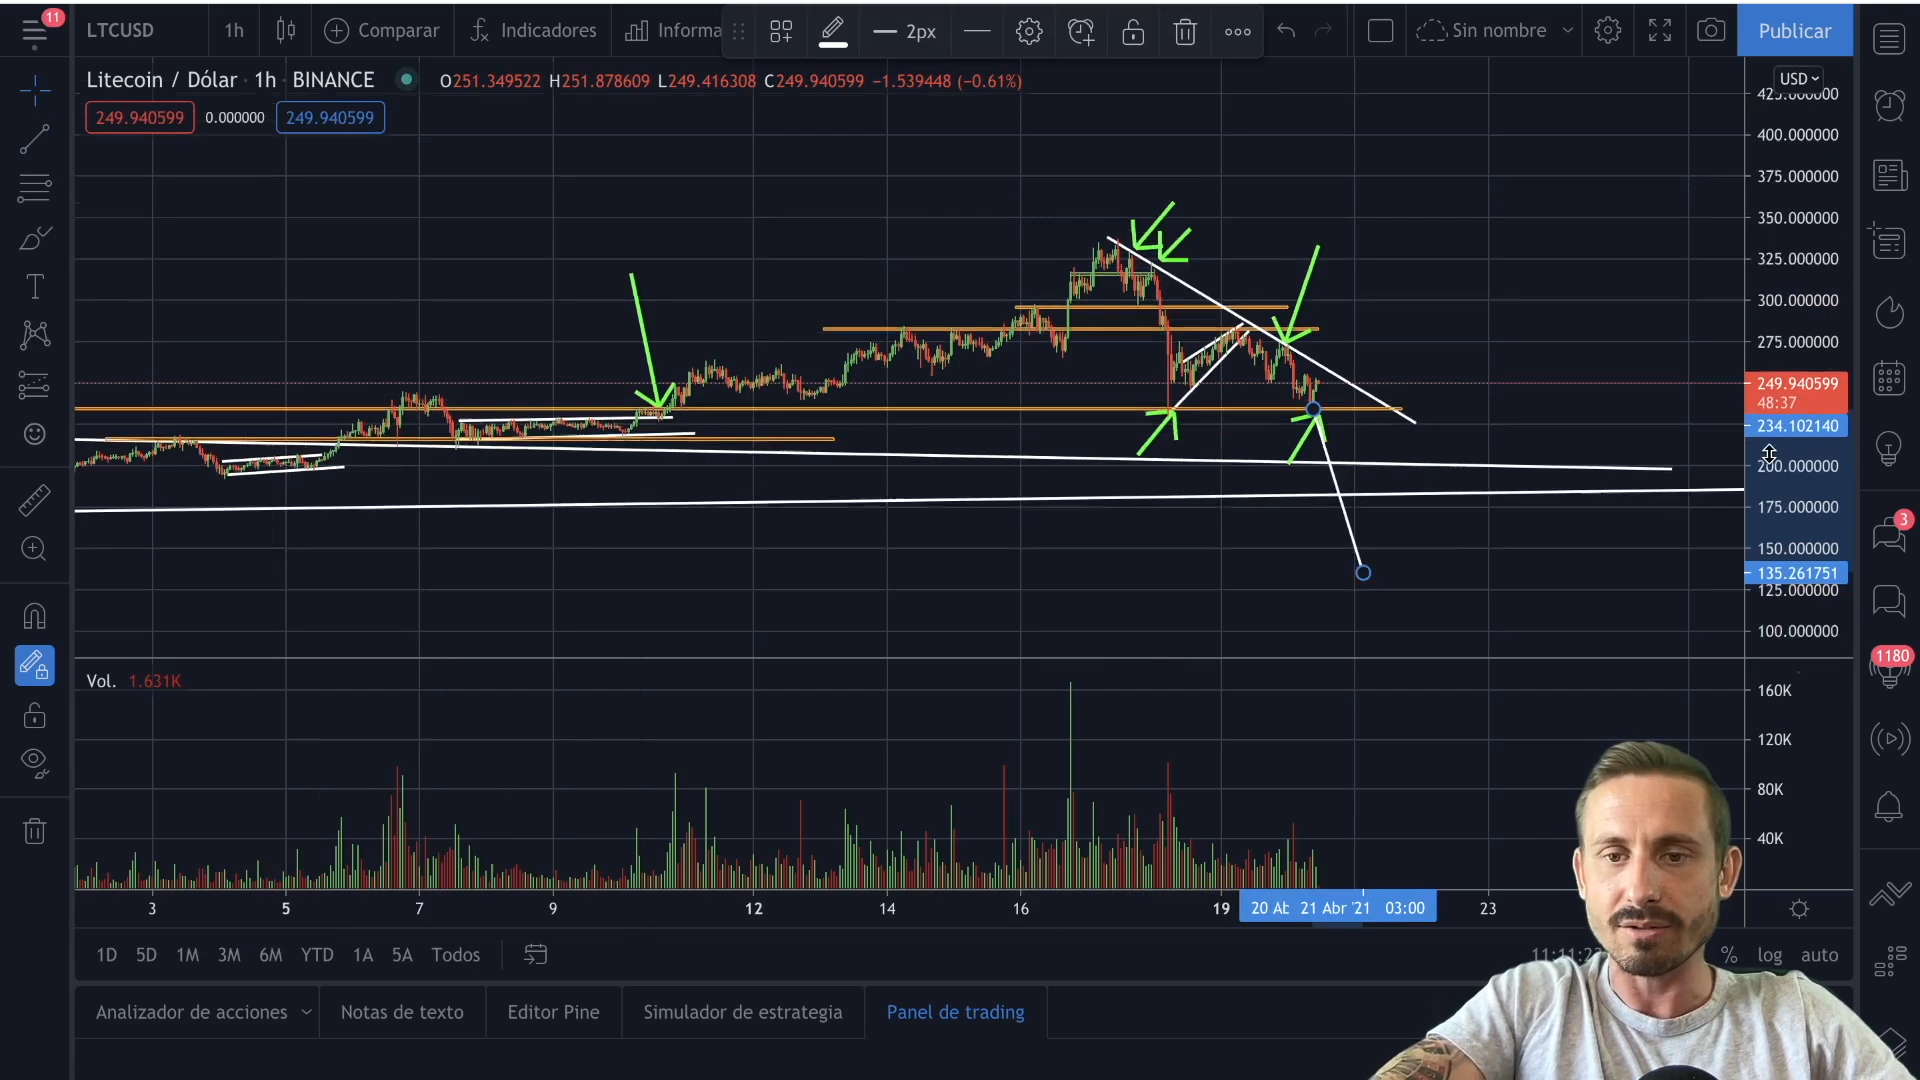 11
LTCUSD
1h
Comparar
Indicadores
Informa
2px
Sin nombre
Publicar
Litecoin / Dólar · 1h · BINANCE
O251.349522 H251.878609 L249.416308 C249.940599 −1.539448 (−0.61%)
249.940599
0.000000
249.940599
USD
400.000000
375.000000
350.000000
325.000000
300.000000
275.000000
249.940599
48:37
234.102140
200.000000
175.000000
150.000000
135.261751
125.000000
100.000000
Vol. 1.631K
160K
120K
80K
40K
3
5
7
9
12
14
16
19
20 Ab
21 Abr '21 03:00
23
3
1180
1D
5D
1M
3M
6M
YTD
1A
5A
Todos
%
log
auto
Analizador de acciones
Notas de texto
Editor Pine
Simulador de estrategia
Panel de trading